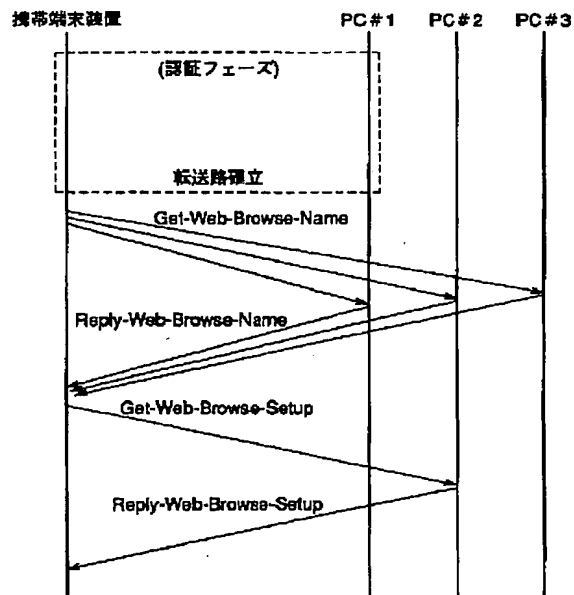 携帯端末装置 PC#1 PC#2 PC#3
(認証フェーズ)
転送路確立
Get-Web-Browse-Name
Reply-Web-Browse-Name
Get-Web-Browse-Setup
Reply-Web-Browse-Setup